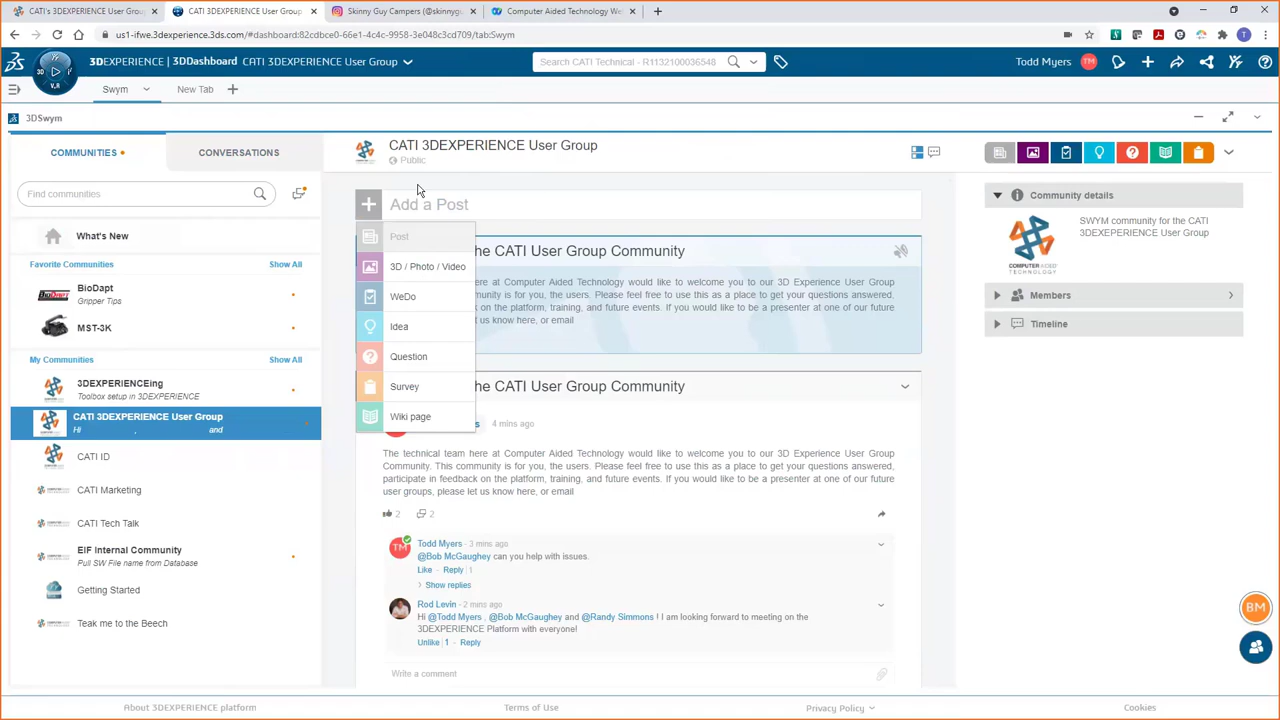 CATI's 3DEXPERIENCE User Group
CATI 3DEXPERIENCE User Group
Skinny Guy Campers (@skinnygu
Computer Aided Technology We
us1-ifwe.3dexperience.3ds.com/#dashboard:82cdbce0-66e1-4c4c-9958-3e048c3cd709/tab:Swym
3DEXPERIENCE | 3DDashboard CATI 3DEXPERIENCE User Group
Search CATI Technical - R1132100036548
Todd Myers TM
3D
V.R
Swym
New Tab
3DSwym
COMMUNITIES
CONVERSATIONS
CATI 3DEXPERIENCE User Group
Public
Find communities
What's New
Favorite Communities Show All
BioDapt
Gripper Tips
MST-3K
My Communities Show All
3DEXPERIENCEing
Toolbox setup in 3DEXPERIENCE
CATI 3DEXPERIENCE User Group
Hi , and
CATI ID
CATI Marketing
CATI Tech Talk
EIF Internal Community
Pull SW File name from Database
Getting Started
Teak me to the Beech
Add a Post
Post
3D / Photo / Video
WeDo
Idea
Question
Survey
Wiki page
he CATI User Group Community
here at Computer Aided Technology would like to welcome you to our 3D Experience User Group
munity is for you, the users. Please feel free to use this as a place to get your questions answered,
back on the platform, training, and future events. If you would like to be a presenter at one of our future
t us know here, or email
he CATI User Group Community
s 4 mins ago
The technical team here at Computer Aided Technology would like to welcome you to our 3D Experience User Group
Community. This community is for you, the users. Please feel free to use this as a place to get your questions answered,
participate in feedback on the platform, training, and future events. If you would like to be a presenter at one of our future
user groups, please let us know here, or email
2 2
TM
Todd Myers - 3 mins ago
@Bob McGaughey can you help with issues.
Like - Reply 1
Show replies
Rod Levin - 2 mins ago
Hi @Todd Myers , @Bob McGaughey and @Randy Simmons ! I am looking forward to meeting on the
3DEXPERIENCE Platform with everyone!
Unlike 1 Reply
Write a comment
Community details
COMPUTER AIDED
TECHNOLOGY
SWYM community for the CATI
3DEXPEREIENCE User Group
Members
Timeline
BM
About 3DEXPERIENCE platform
Terms of Use
Privacy Policy
Cookies